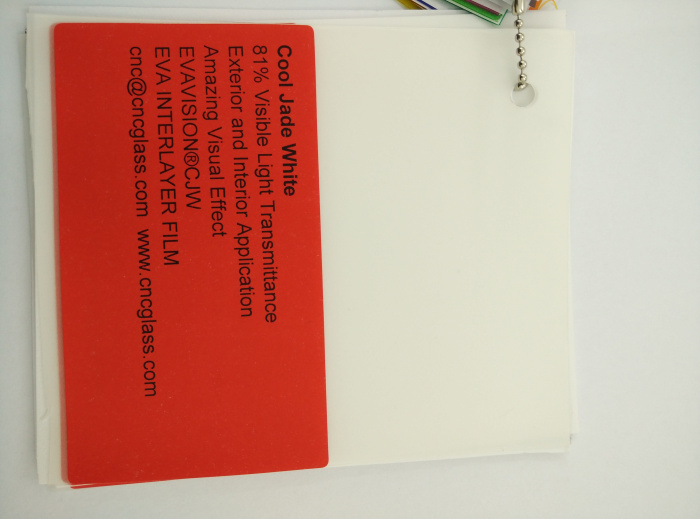 Cool Jade White
81% Visible Light Transmittance
Exterior and Interior Application
Amazing Visual Effect
EVAVISION®CJW
EVA INTERLAYER FILM
cnc@cncglass.com www.cncglass.com